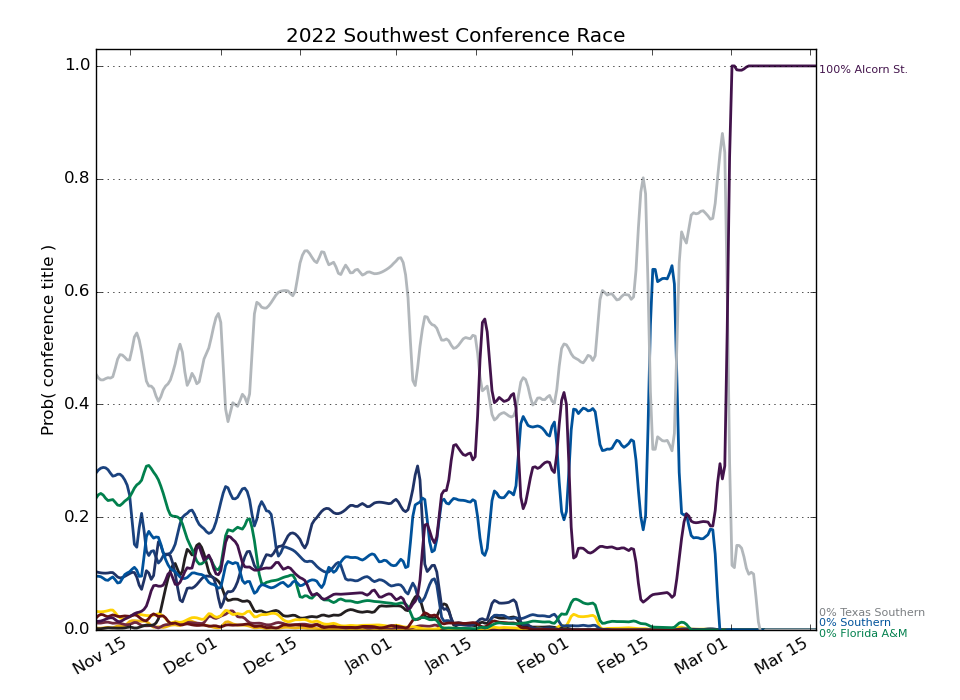 2022 Southwest Conference Race
Prob( conference title )
1.0
0.8
0.6
0.4
0.2
0.0
Nov 15
Dec 01
Dec 15
Jan 01
Jan 15
Feb 01
Feb 15
Mar 01
Mar 15
100% Alcorn St.
0% Texas Southern
0% Southern
0% Florida A&M